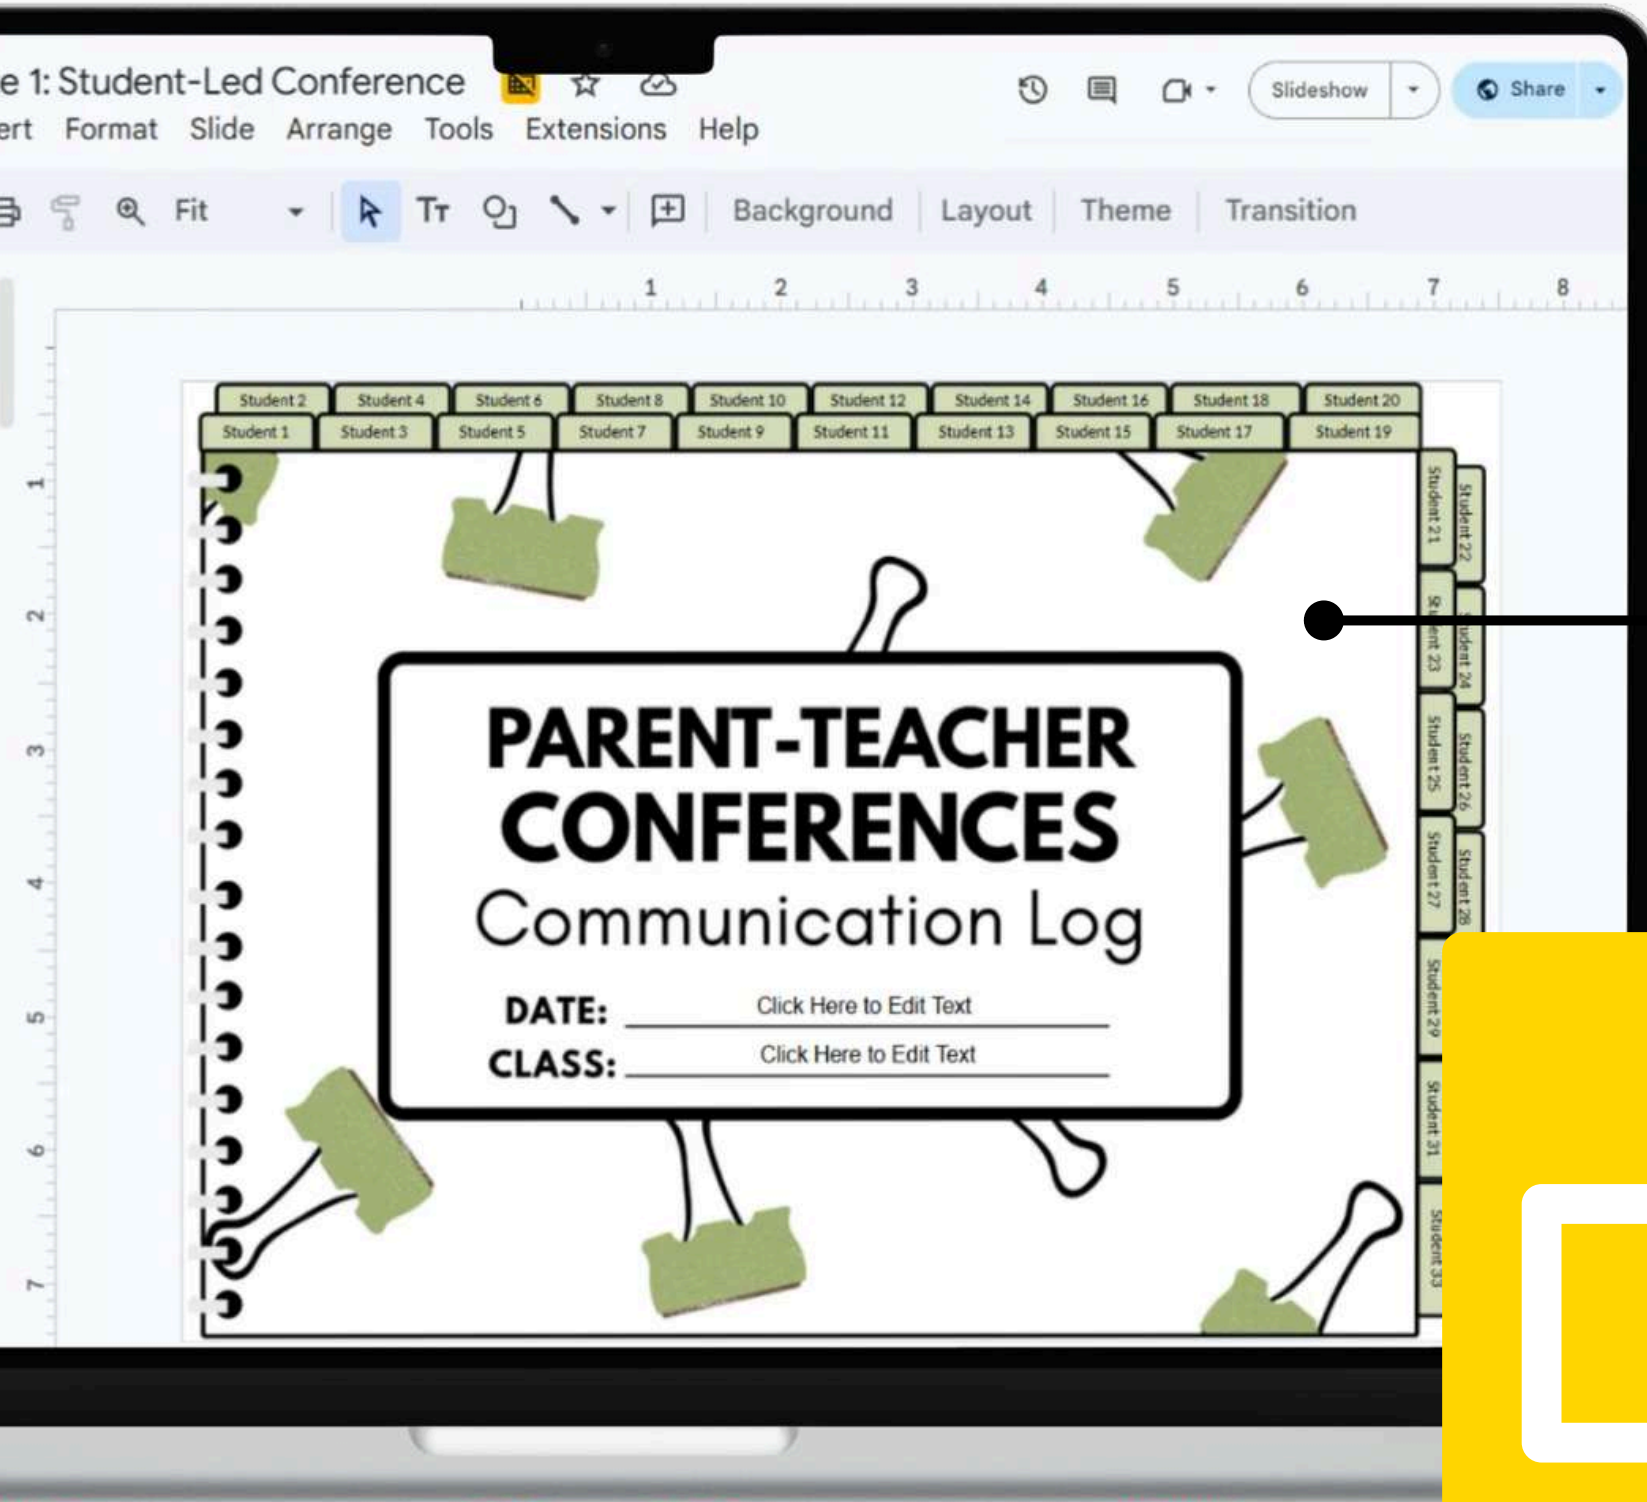 e 1: Student-Led Conference
Slideshow
Share
ert Format Slide Arrange Tools Extensions Help
Fit
Background Layout Theme Transition
1 2 3 4 5 6 7 8
Student 2 Student 4 Student 6 Student 8 Student 10 Student 12 Student 14 Student 16 Student 18 Student 20
Student 1 Student 3 Student 5 Student 7 Student 9 Student 11 Student 13 Student 15 Student 17 Student 19
1
2
3
4
5
6
7
PARENT-TEACHER
CONFERENCES
Communication Log
DATE: Click Here to Edit Text
CLASS: Click Here to Edit Text
Student 21
Student 22
Student 23
Student 24
Student 25
Student 26
Student 27
Student 28
Student 29
Student 31
Student 33